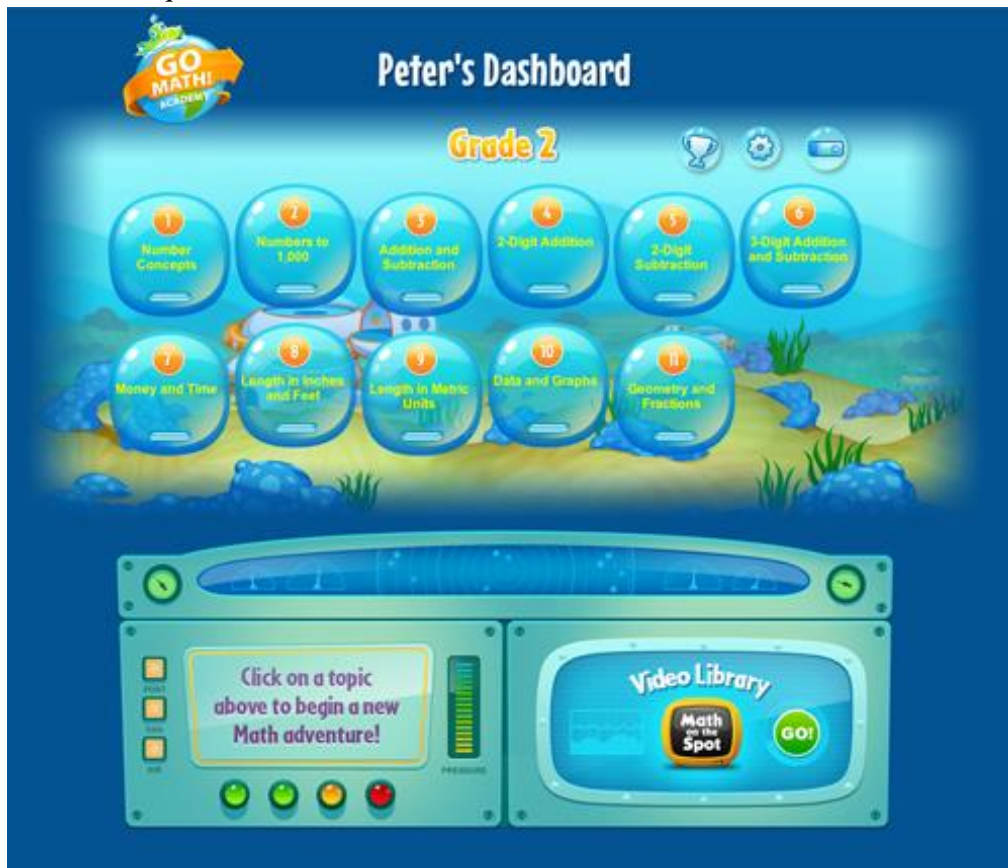 GO
MATH!
ACADEMY
Peter's Dashboard
Grade 2
1
Number
Concepts
2
Numbers to
1,000
3
Addition and
Subtraction
4
2-Digit Addition
5
2-Digit
Subtraction
6
3-Digit Addition
and Subtraction
7
Money and Time
8
Length in Inches
and Feet
9
Length in Metric
Units
10
Data and Graphs
11
Geometry and
Fractions
Click on a topic
above to begin a new
Math adventure!
PRESSURE
Video Library
Math
on the
Spot
GO!